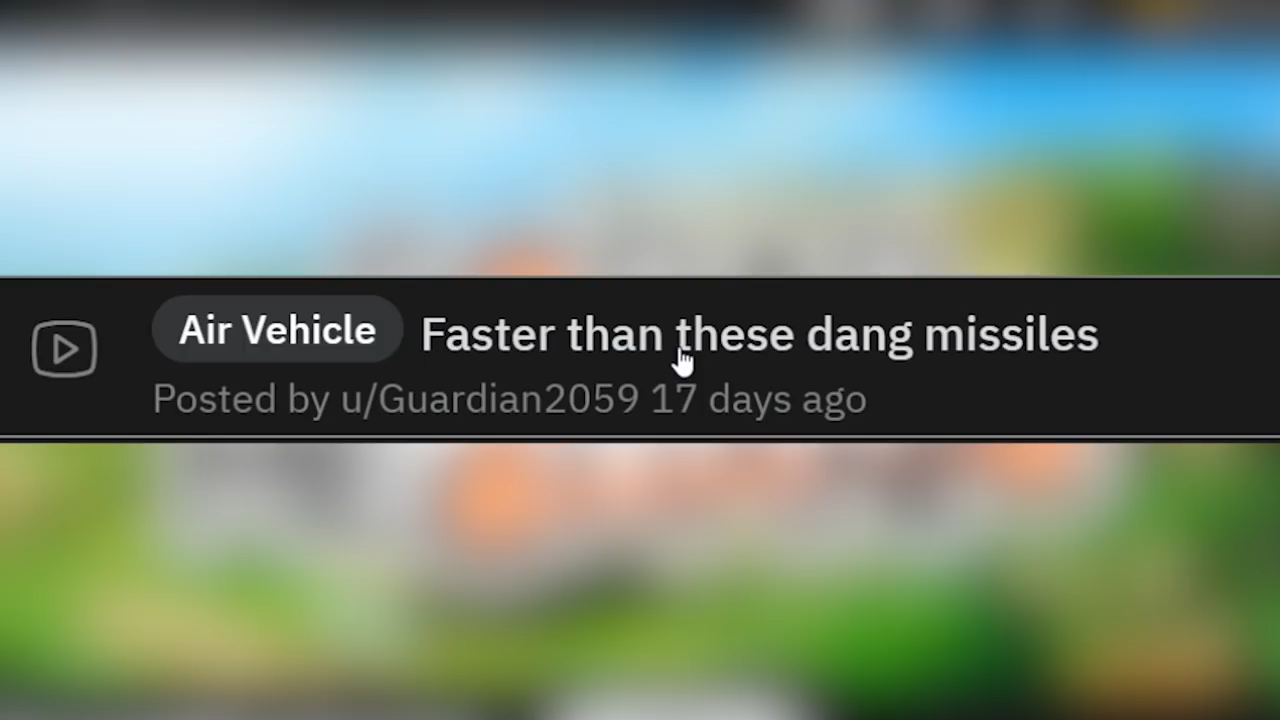 Air Vehicle Faster than these dang missiles
Posted by u/Guardian2059 17 days ago